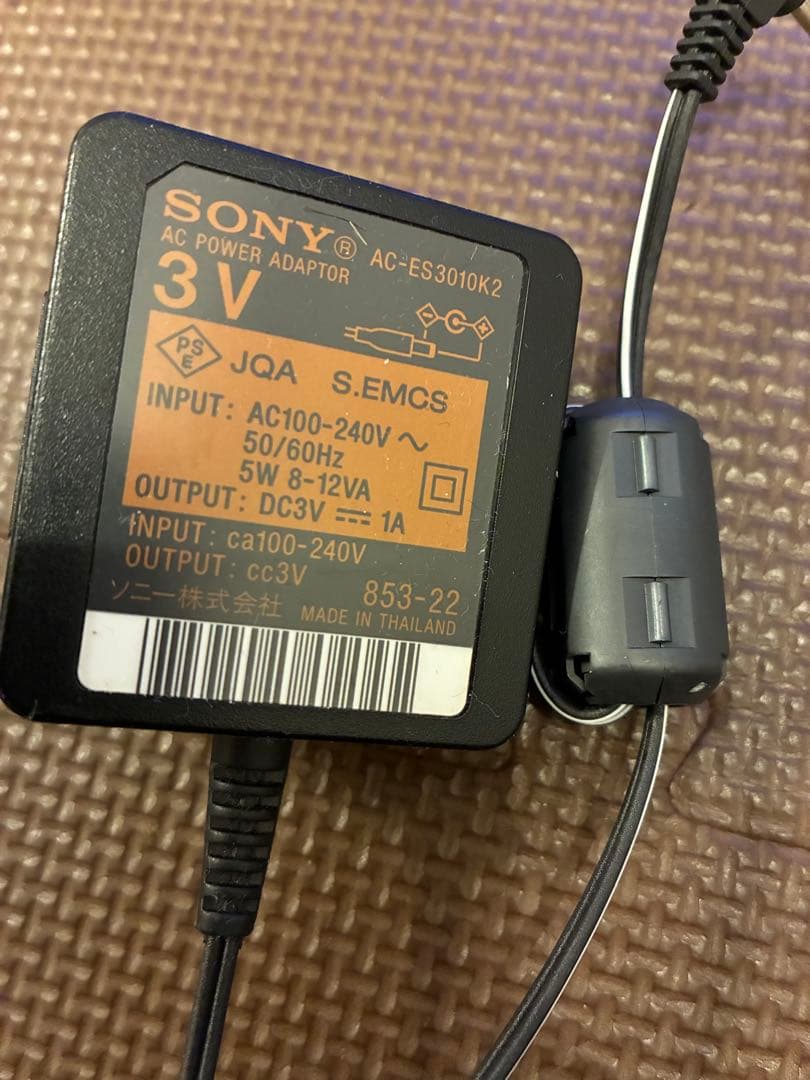 SONY® AC-ES3010K2
AC POWER ADAPTOR
3V
- +
PSE JQA S.EMCS
INPUT: AC100-240V ～
50/60Hz
5W 8-12VA
OUTPUT: DC3V ⎓ 1A
INPUT: ca100-240V
OUTPUT: cc3V
ソニー株式会社 853-22
MADE IN THAILAND